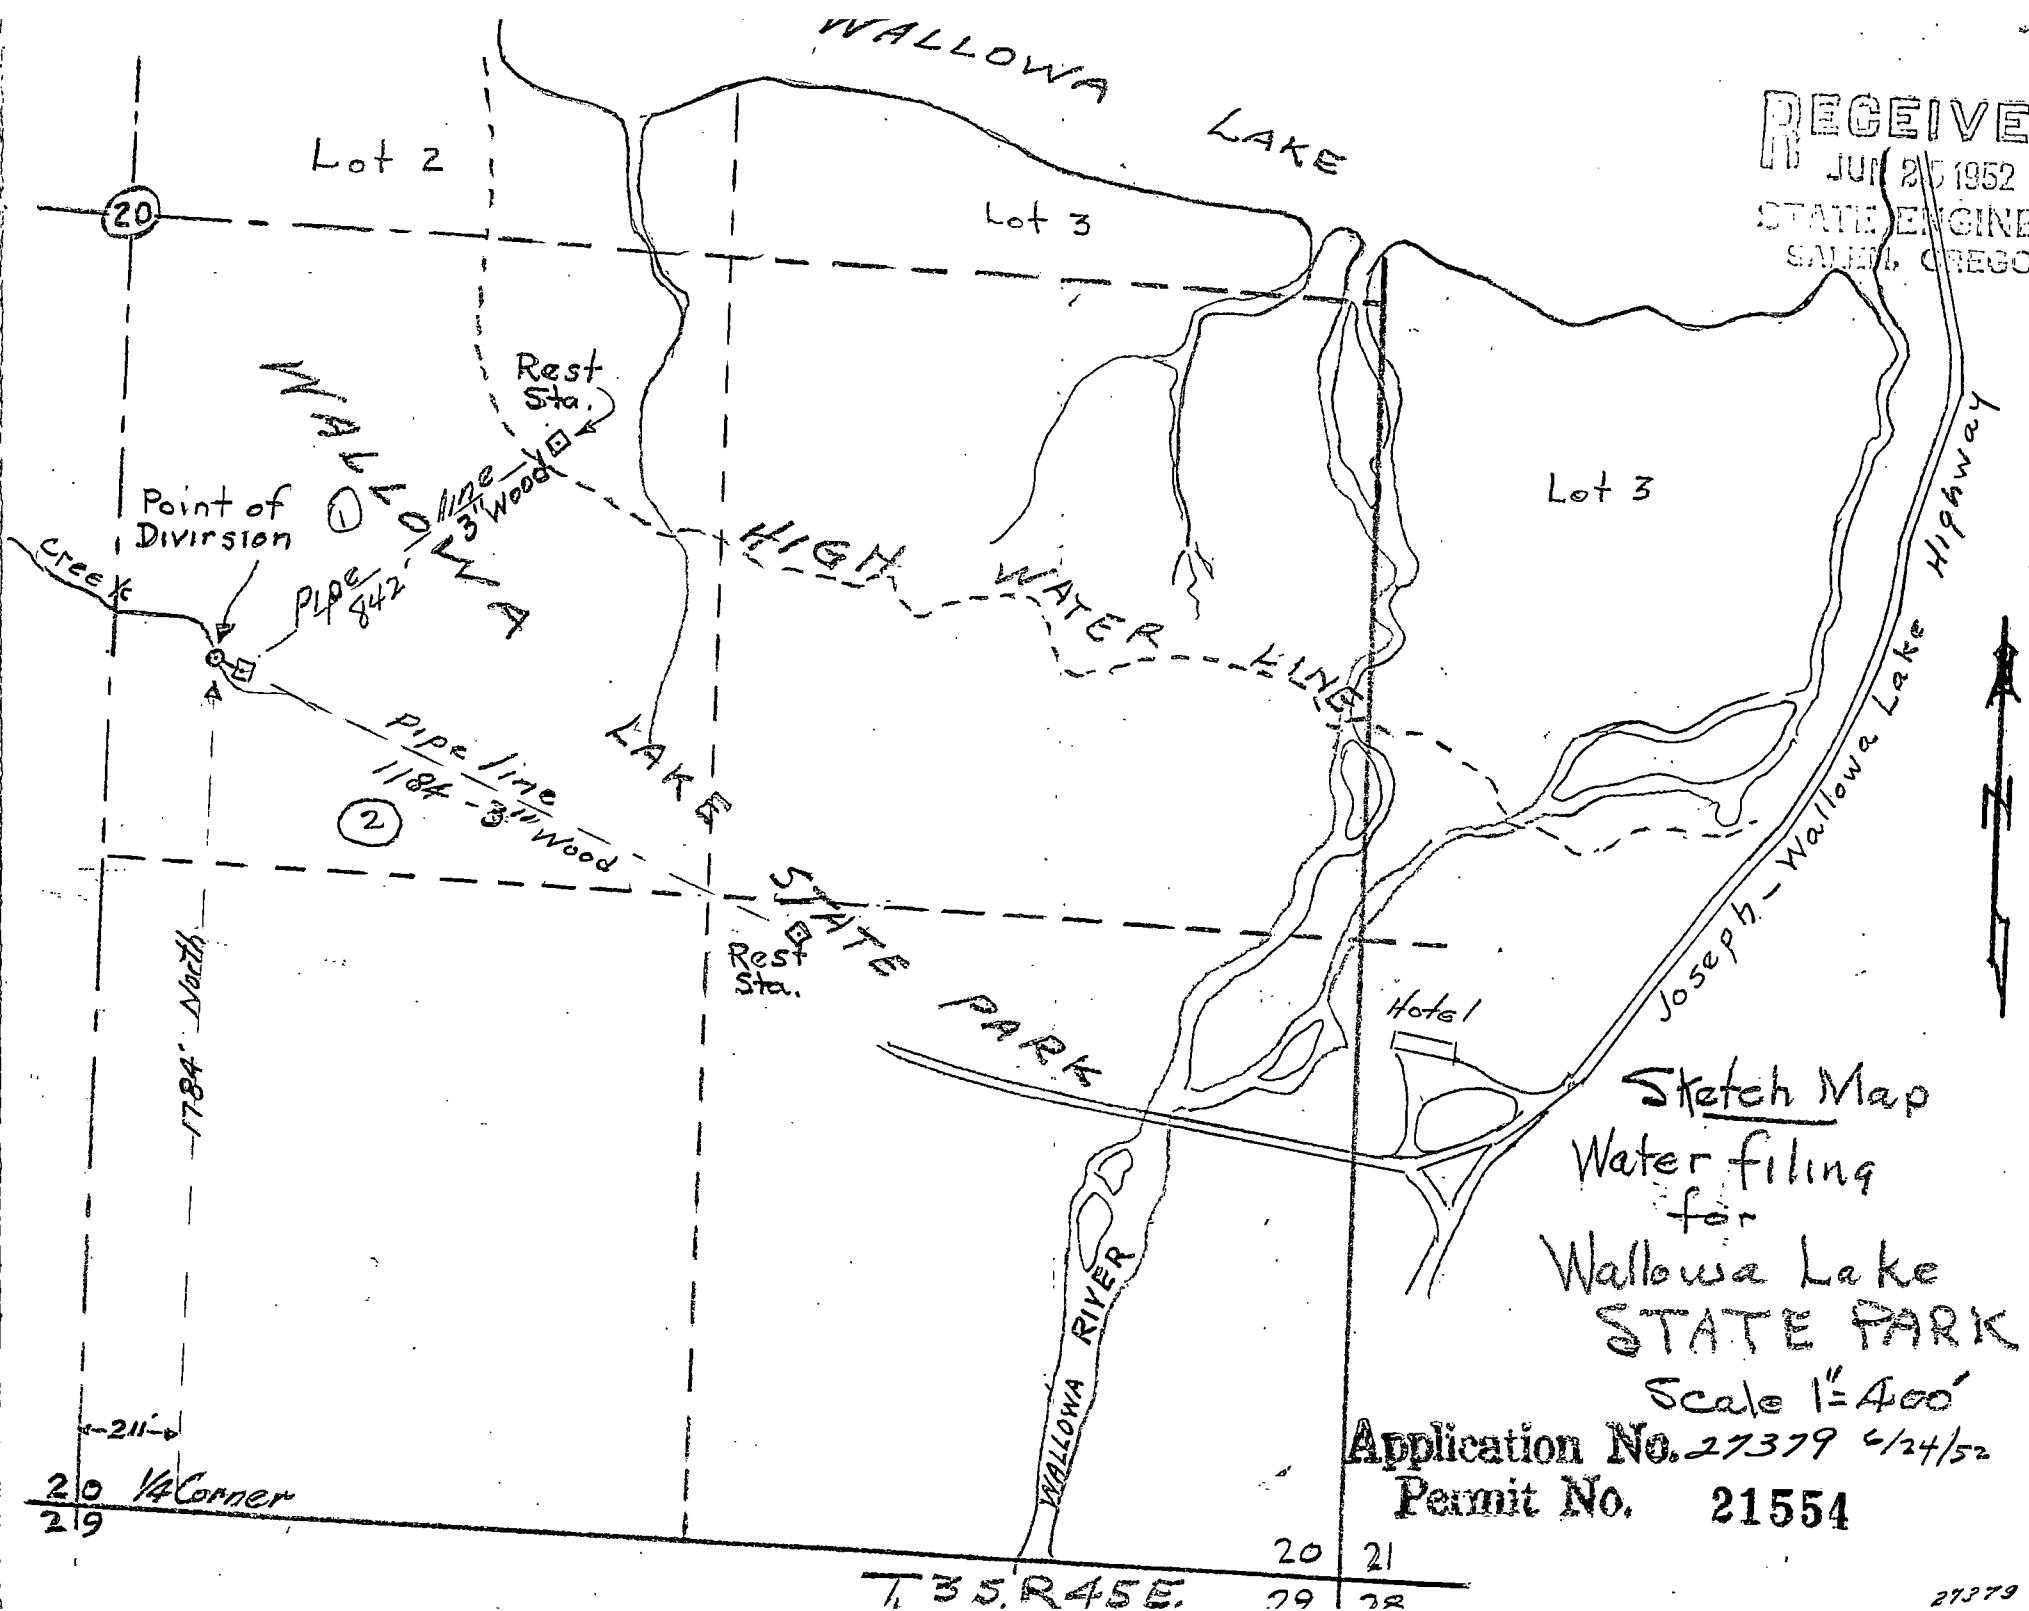 WALLOWA
LAKE
RECEIVE
JUN 25 1952
STATE ENGINE
SALEM, OREGO
Lot 2
Lot 3
20
Rest
Sta.
WALLOWA
LAKE
STATE
PARK
Lot 3
Point of
Divirsion
1
Pipe line
842' 3" Wood
Creek
HIGH WATER LINE
Joseph - Wallowa Lake Highway
Pipe line
1184 - 3" Wood
2
N
Rest
Sta.
1784' North
Hotel
Sketch Map
Water filing
for
Wallowa Lake
STATE PARK
Scale 1"=400'
WALLOWA RIVER
211'
Application No. 27379 6/24/52
Permit No. 21554
20 1/4 Corner
29
20 21
T. 3 S. R 45 E. 29 28
27379